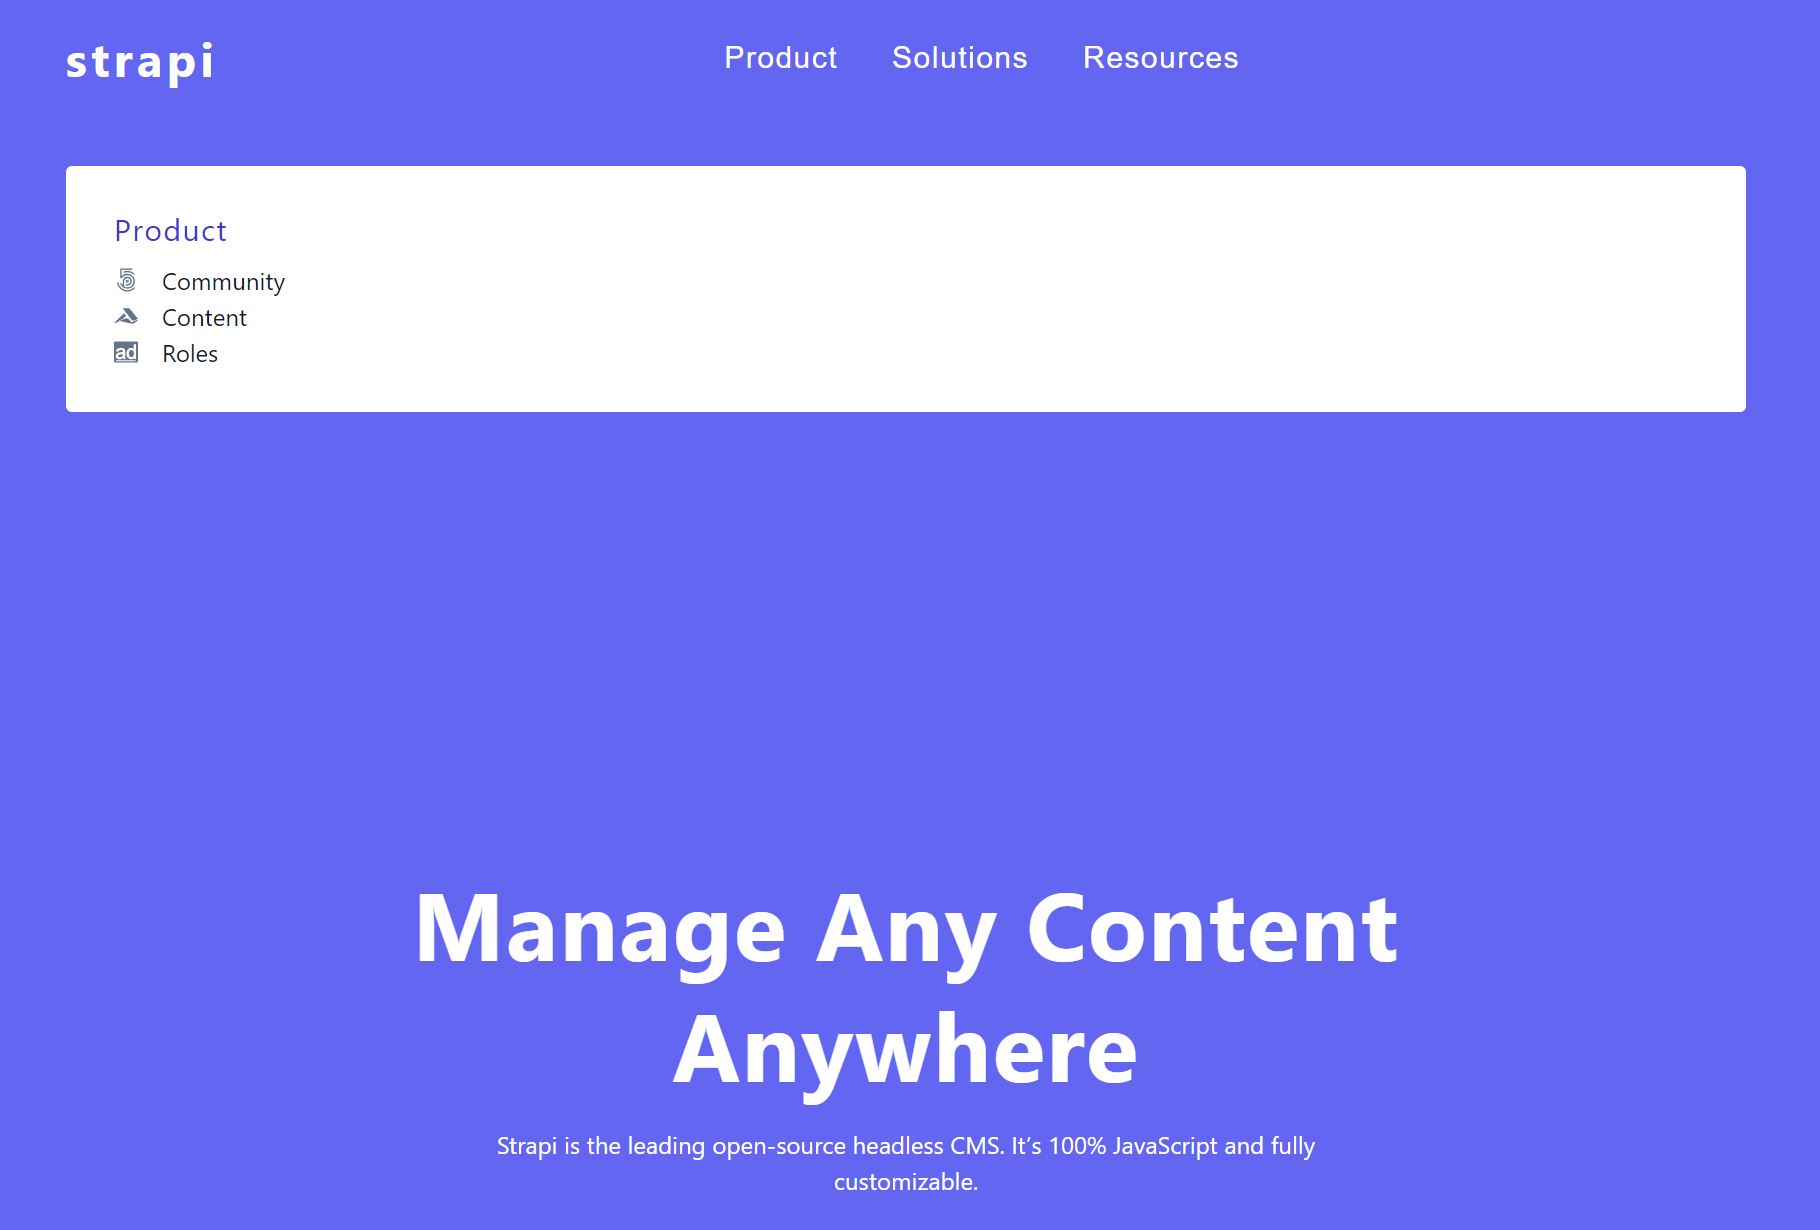 strapi
Product Solutions Resources
Product
Community
Content
ad Roles
Manage Any Content
Anywhere
Strapi is the leading open-source headless CMS. It’s 100% JavaScript and fully
customizable.